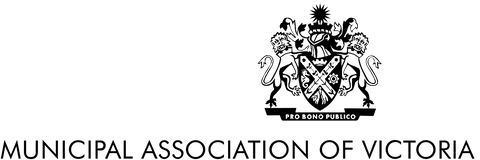 PRO BONO PUBLICO
MUNICIPAL ASSOCIATION OF VICTORIA